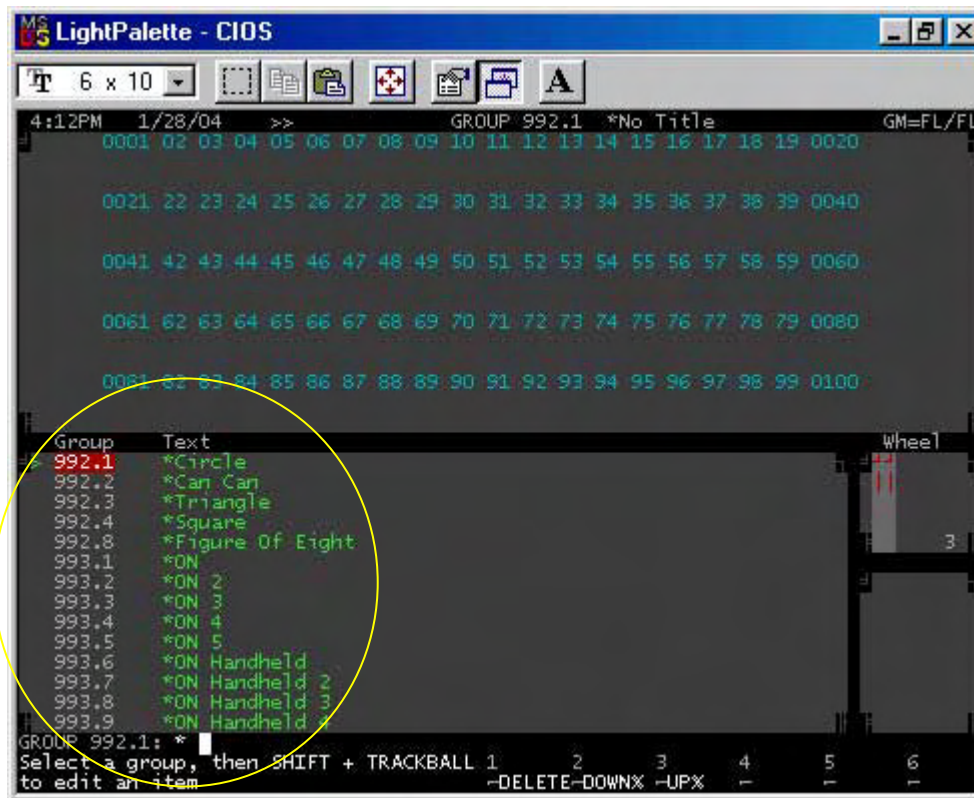 LightPalette - CIOS
6 x 10
4:12PM 1/28/04 >> GROUP 992.1 *No Title GM=FL/FL
0001 02 03 04 05 06 07 08 09 10 11 12 13 14 15 16 17 18 19 0020
0021 22 23 24 25 26 27 28 29 30 31 32 33 34 35 36 37 38 39 0040
0041 42 43 44 45 46 47 48 49 50 51 52 53 54 55 56 57 58 59 0060
0061 62 63 64 65 66 67 68 69 70 71 72 73 74 75 76 77 78 79 0080
0081 82 83 84 85 86 87 88 89 90 91 92 93 94 95 96 97 98 99 0100
Group Text Wheel
> 992.1 *Circle
992.2 *Can Can
992.3 *Triangle
992.4 *Square
992.8 *Figure Of Eight 3
993.1 *ON
993.2 *ON 2
993.3 *ON 3
993.4 *ON 4
993.5 *ON 5
993.6 *ON Handheld
993.7 *ON Handheld 2
993.8 *ON Handheld 3
993.9 *ON Handheld 4
GROUP 992.1: *
Select a group, then SHIFT + TRACKBALL 1 2 3 4 5 6
to edit an item DELETE DOWN% UP%